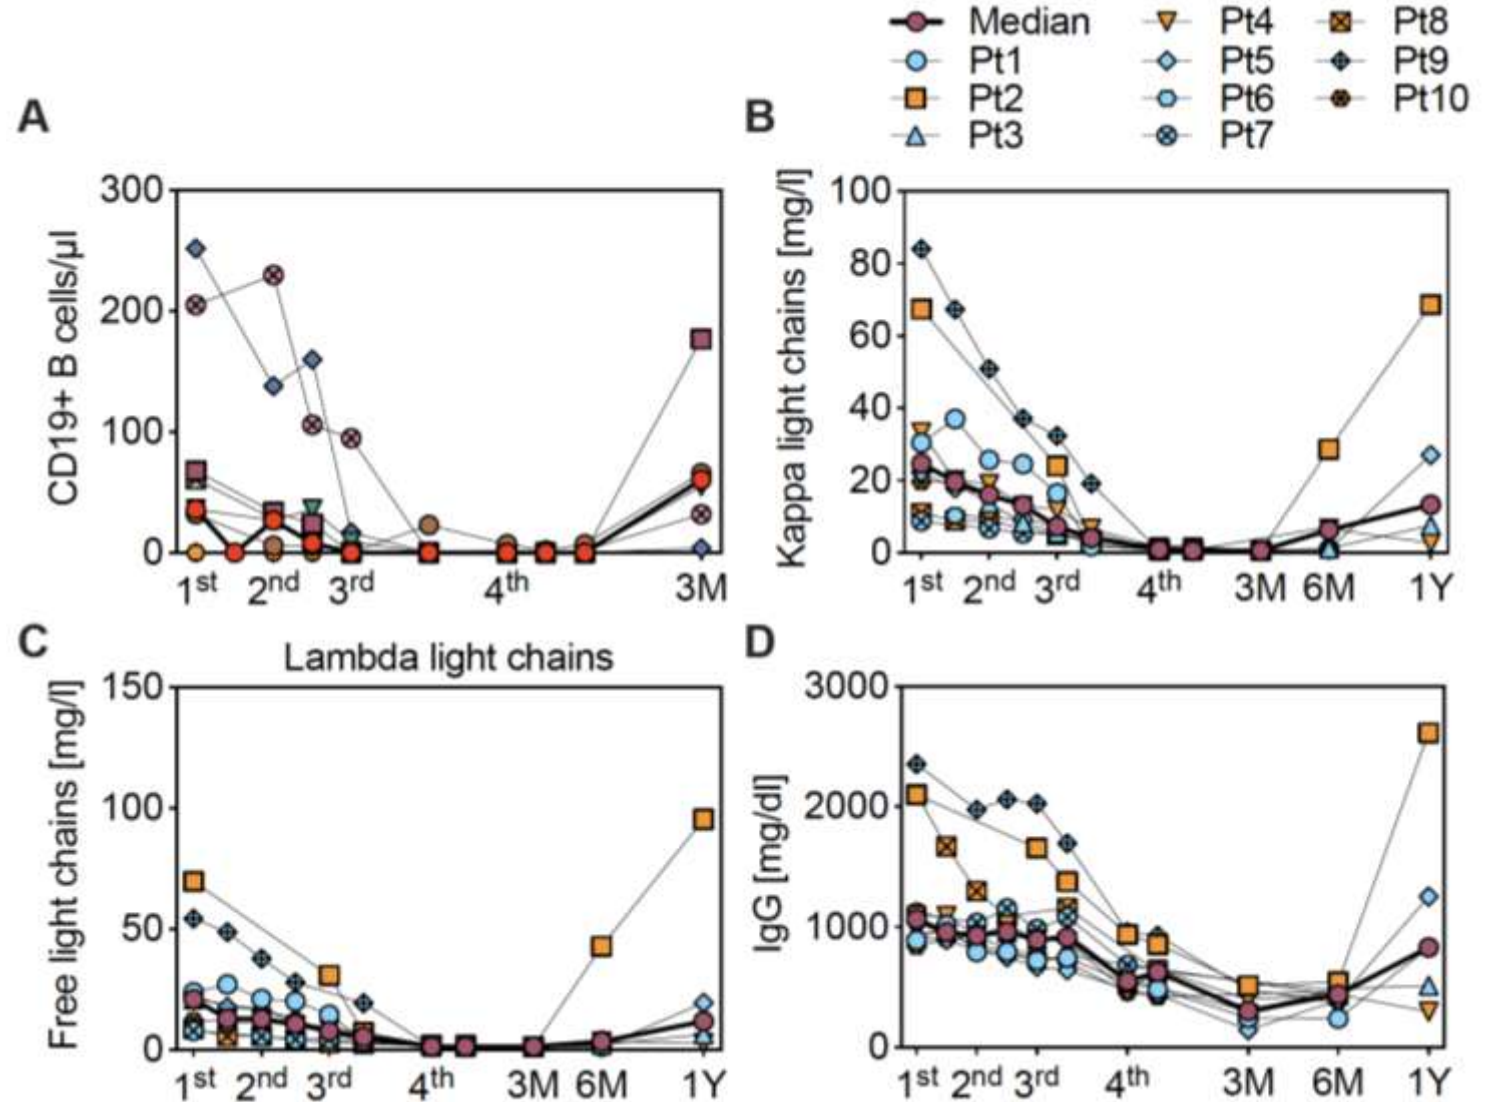 Median
Pt1
Pt2
Pt3
Pt4
Pt5
Pt6
Pt7
Pt8
Pt9
Pt10
A
CD19+ B cells/µl
300
200
100
0
1st 2nd 3rd 4th 3M
B
Kappa light chains [mg/l]
100
80
60
40
20
0
1st 2nd 3rd 4th 3M 6M 1Y
C
Lambda light chains
Free light chains [mg/l]
150
100
50
0
1st 2nd 3rd 4th 3M 6M 1Y
D
IgG [mg/dl]
3000
2000
1000
0
1st 2nd 3rd 4th 3M 6M 1Y